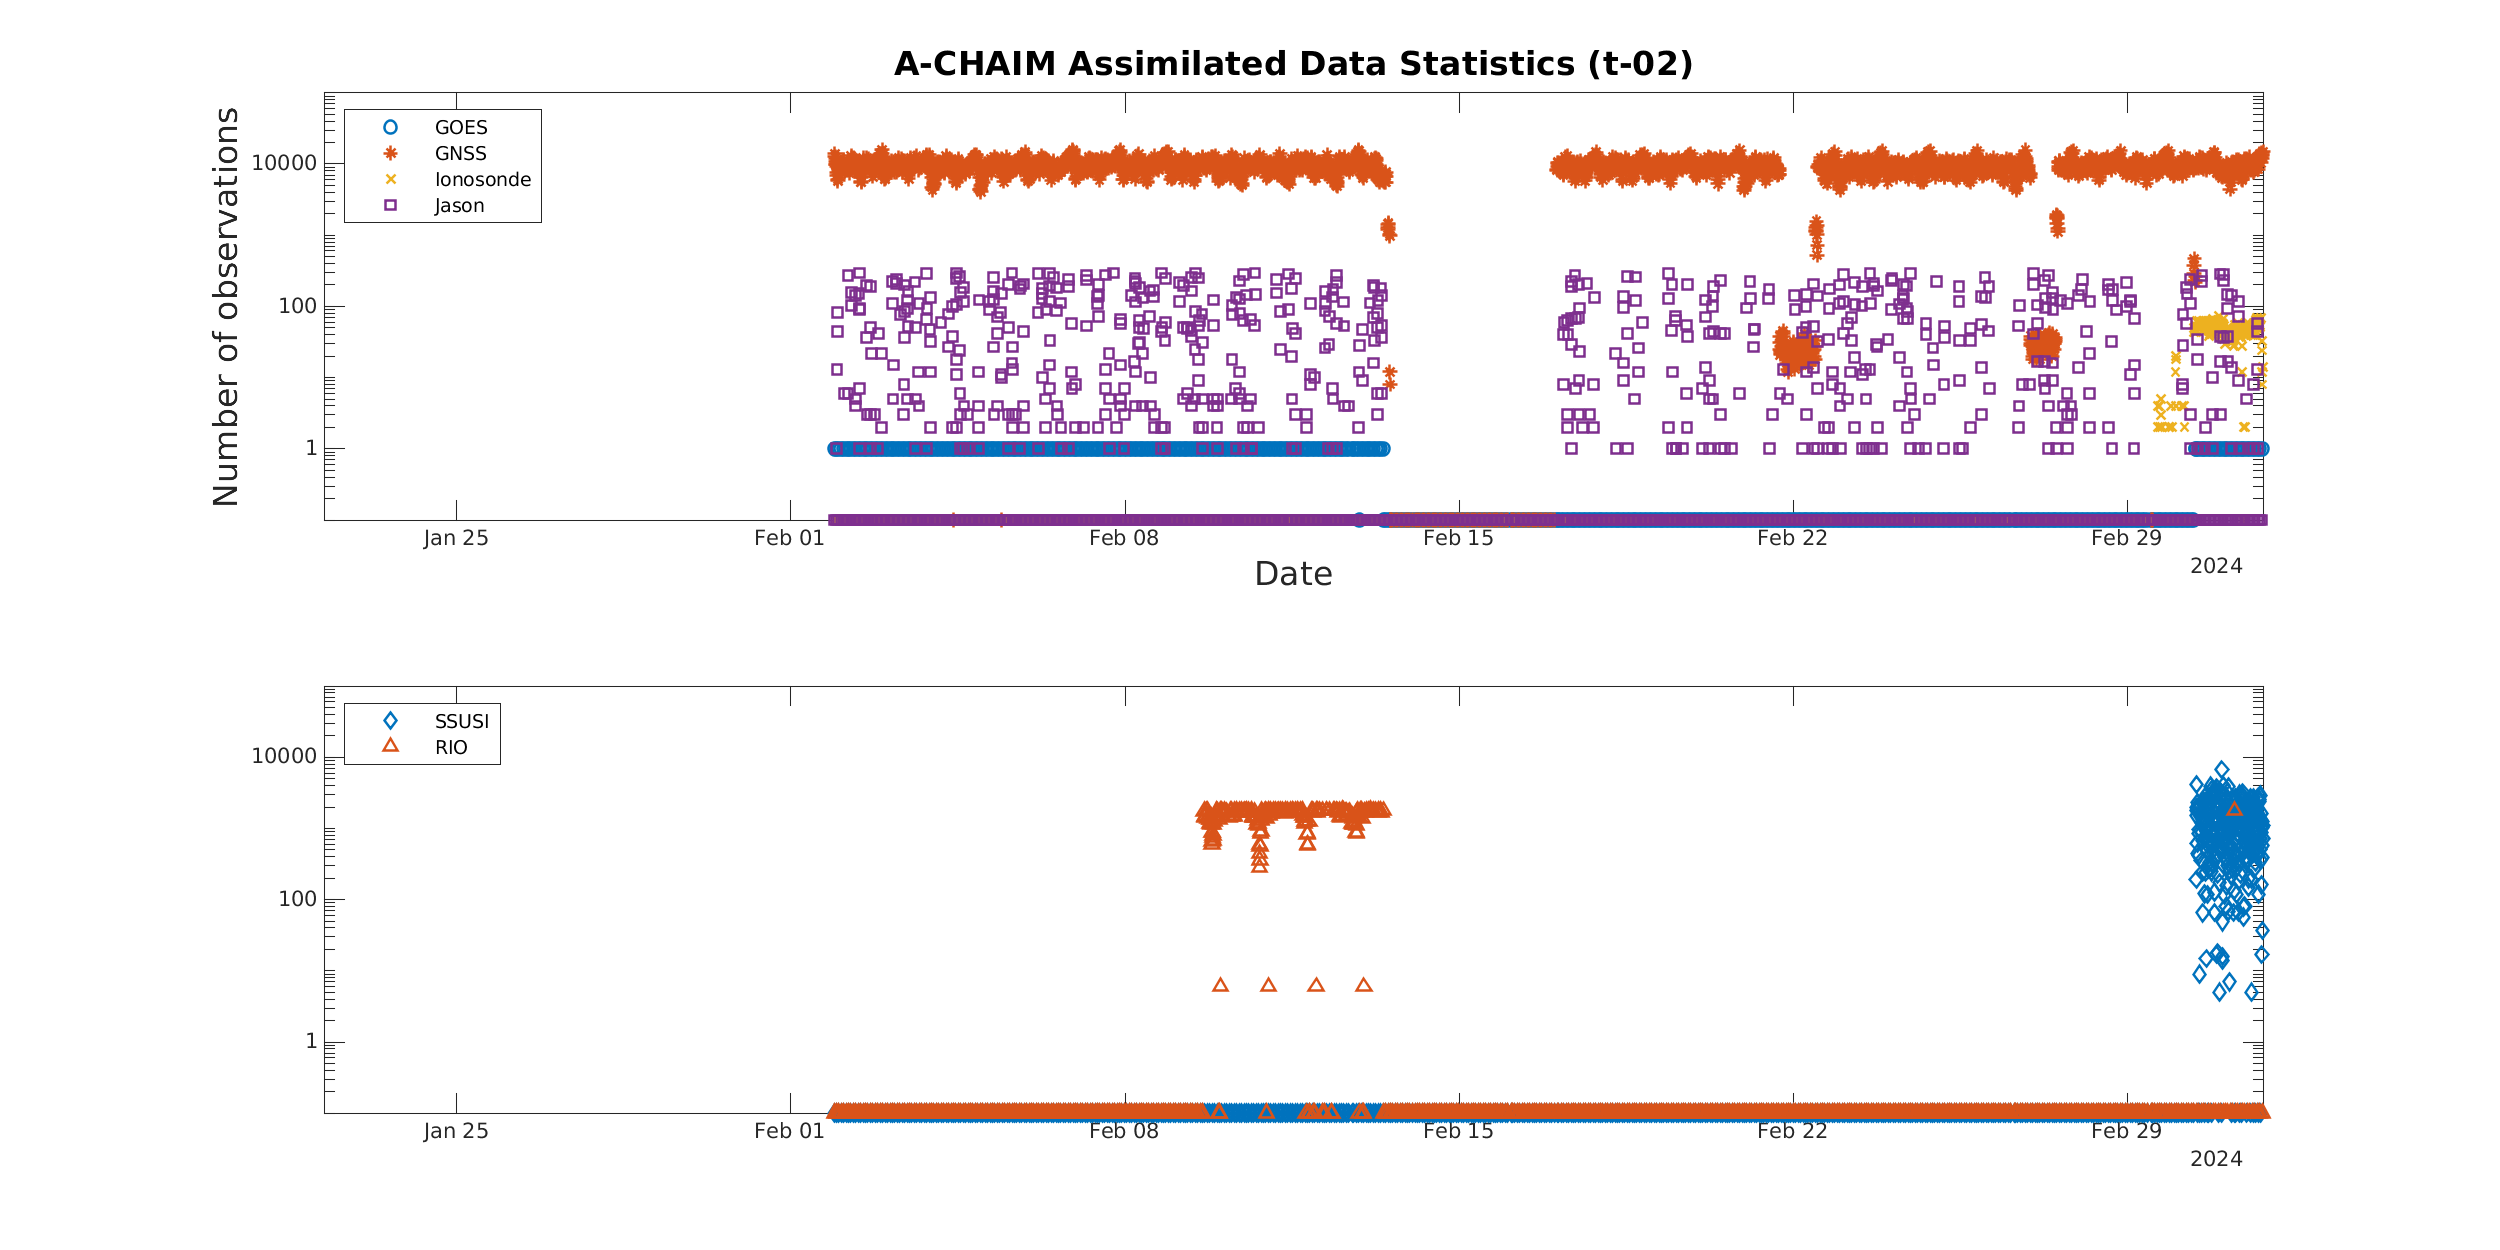 A-CHAIM Assimilated Data Statistics (t-02)
Number of observations
10000
100
1
GOES
GNSS
Ionosonde
Jason
Jan 25
Feb 01
Feb 08
Feb 15
Feb 22
Feb 29
2024
Date
10000
100
1
SSUSI
RIO
Jan 25
Feb 01
Feb 08
Feb 15
Feb 22
Feb 29
2024